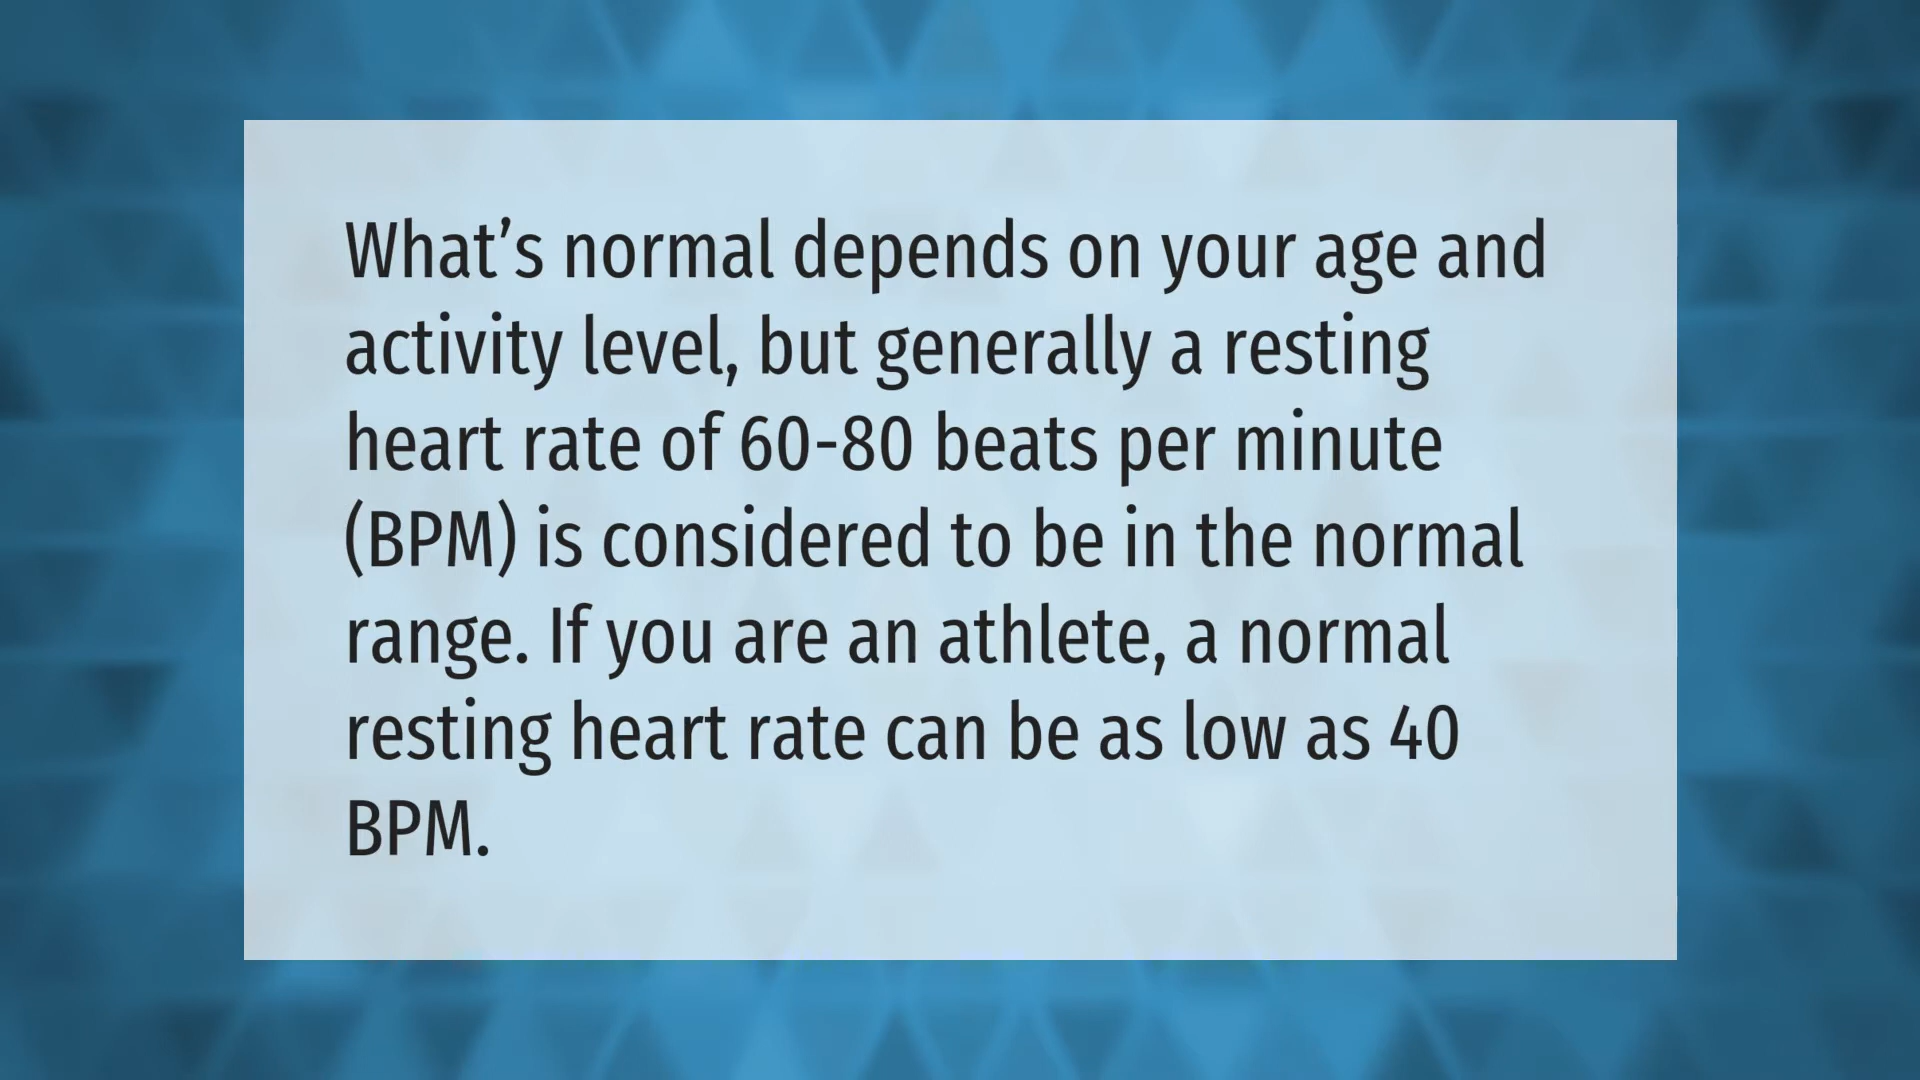 What’s normal depends on your age and
activity level, but generally a resting
heart rate of 60-80 beats per minute
(BPM) is considered to be in the normal
range. If you are an athlete, a normal
resting heart rate can be as low as 40
BPM.